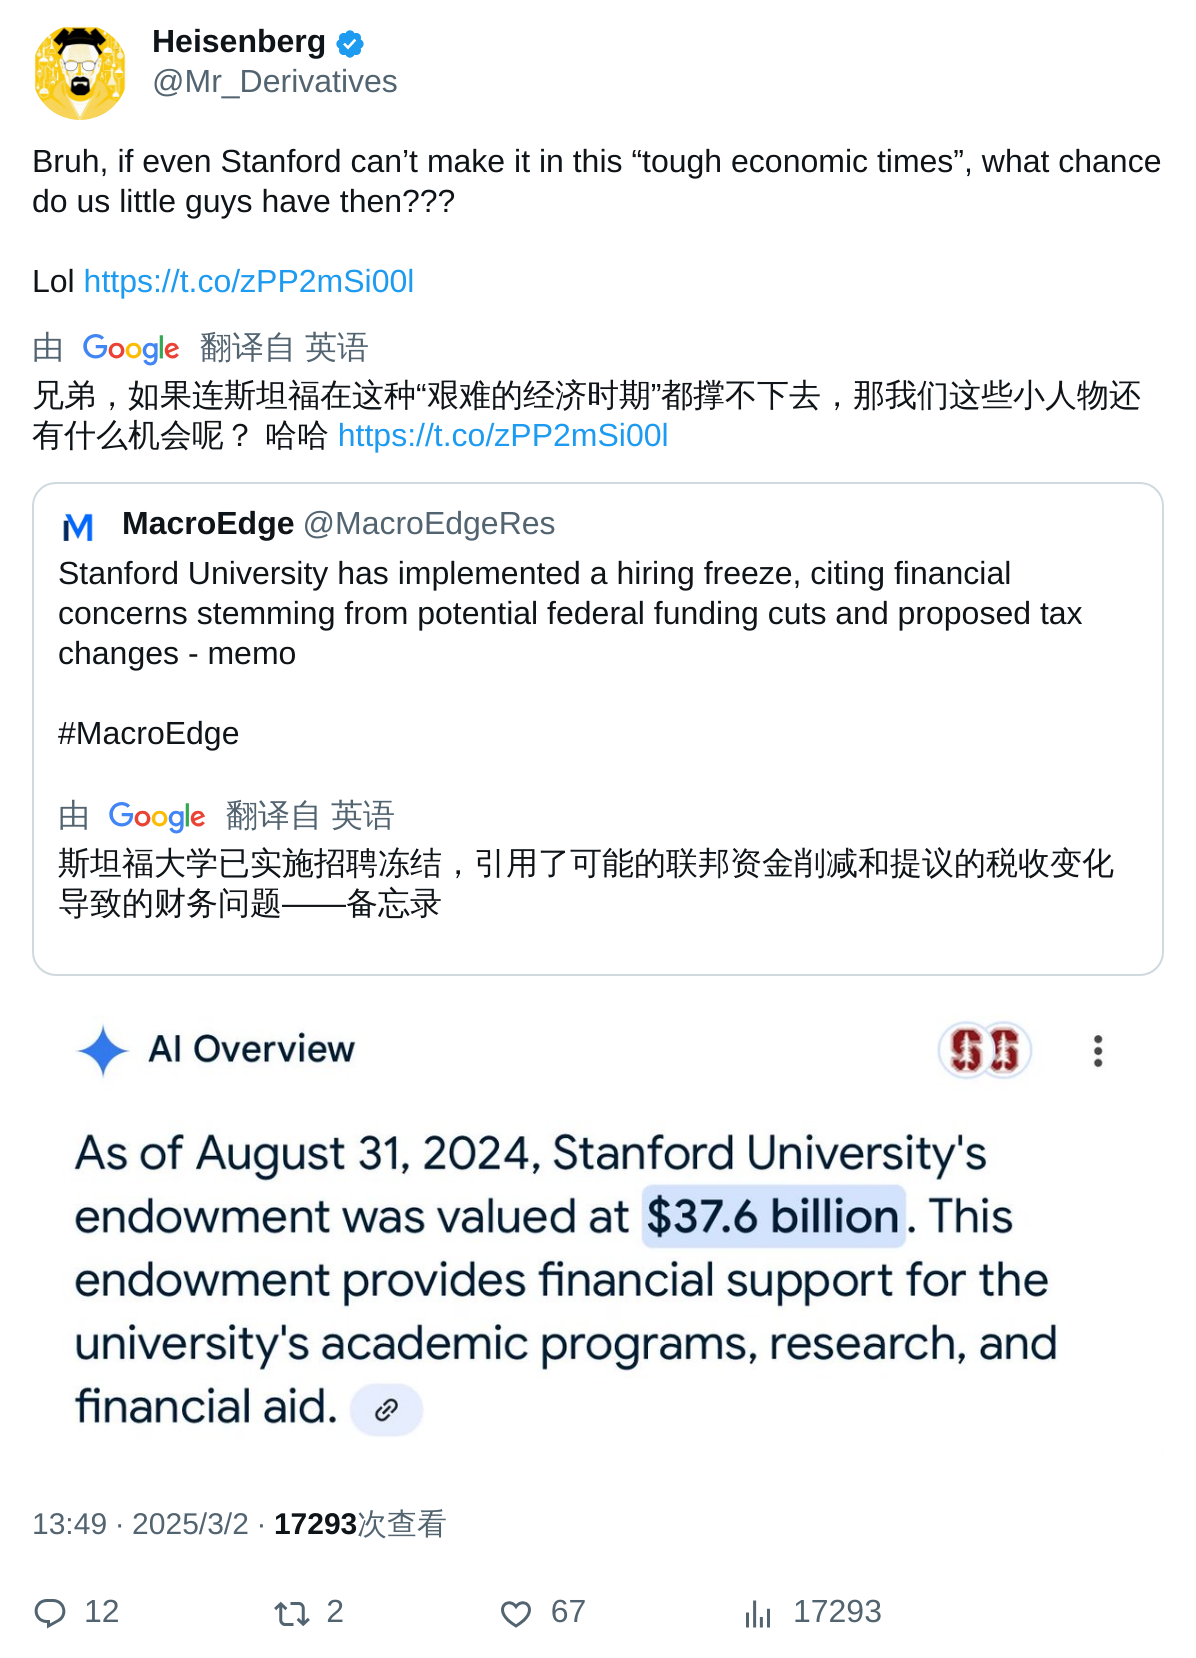 Heisenberg
@Mr_Derivatives
Bruh, if even Stanford can’t make it in this “tough economic times”, what chance
do us little guys have then???
Lol https://t.co/zPP2mSi00l
由 Google 翻译自 英语
兄弟，如果连斯坦福在这种“艰难的经济时期”都撑不下去，那我们这些小人物还
有什么机会呢？ 哈哈 https://t.co/zPP2mSi00l
MacroEdge @MacroEdgeRes
Stanford University has implemented a hiring freeze, citing financial
concerns stemming from potential federal funding cuts and proposed tax
changes - memo
#MacroEdge
由 Google 翻译自 英语
斯坦福大学已实施招聘冻结，引用了可能的联邦资金削减和提议的税收变化
导致的财务问题——备忘录
AI Overview
As of August 31, 2024, Stanford University's
endowment was valued at $37.6 billion. This
endowment provides financial support for the
university's academic programs, research, and
financial aid.
13:49 · 2025/3/2 · 17293次查看
12 2 67 17293